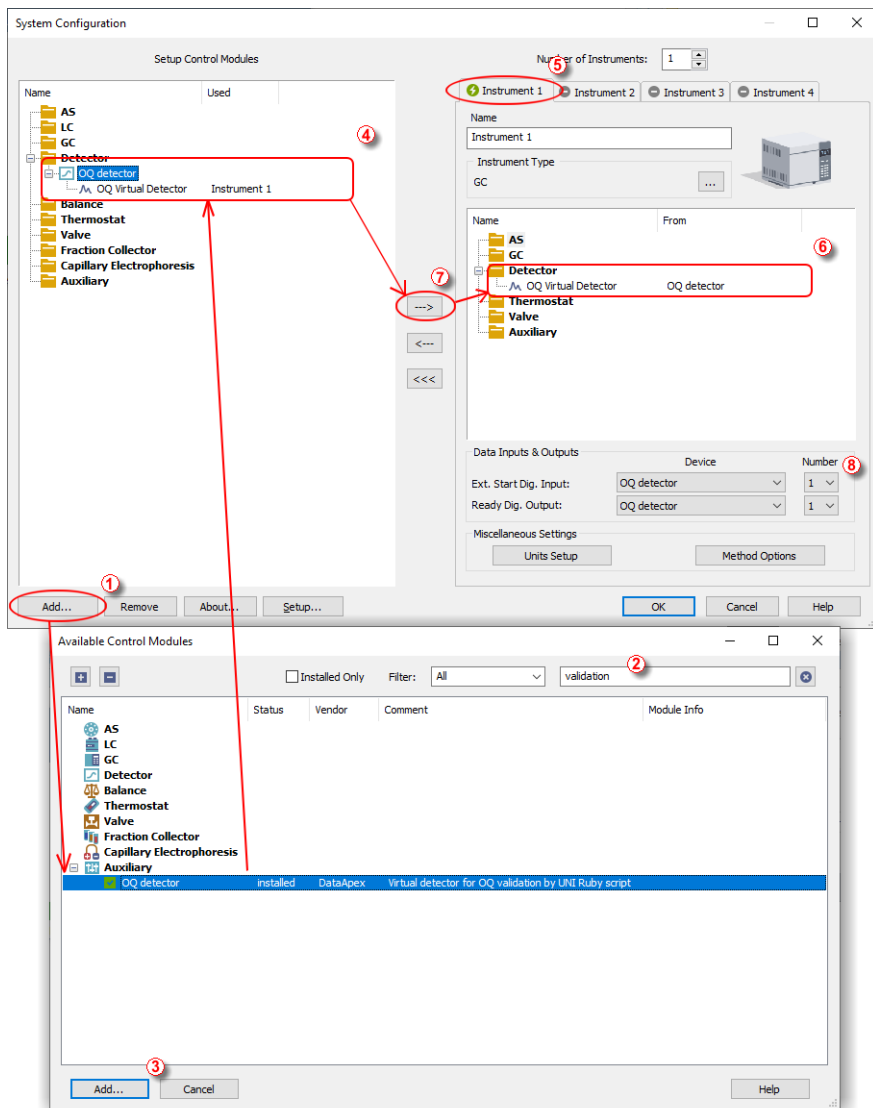 System Configuration
Setup Control Modules
Number of Instruments: 1
5
Name Used
AS
LC
GC
Detector
OQ detector
OQ Virtual Detector Instrument 1
Balance
Thermostat
Valve
Fraction Collector
Capillary Electrophoresis
Auxiliary
4
7
--->
<---
<<<
Instrument 1 Instrument 2 Instrument 3 Instrument 4
Name
Instrument 1
Instrument Type
GC ...
Name From
6
AS
GC
Detector
OQ Virtual Detector OQ detector
Thermostat
Valve
Auxiliary
Data Inputs & Outputs
Device Number
8
Ext. Start Dig. Input: OQ detector 1
Ready Dig. Output: OQ detector 1
Miscellaneous Settings
Units Setup Method Options
1
Add... Remove About... Setup... OK Cancel Help
Available Control Modules
2
Installed Only Filter: All validation
Name Status Vendor Comment Module Info
AS
LC
GC
Detector
Balance
Thermostat
Valve
Fraction Collector
Capillary Electrophoresis
Auxiliary
OQ detector installed DataApex Virtual detector for OQ validation by UNI Ruby script
3
Add... Cancel Help